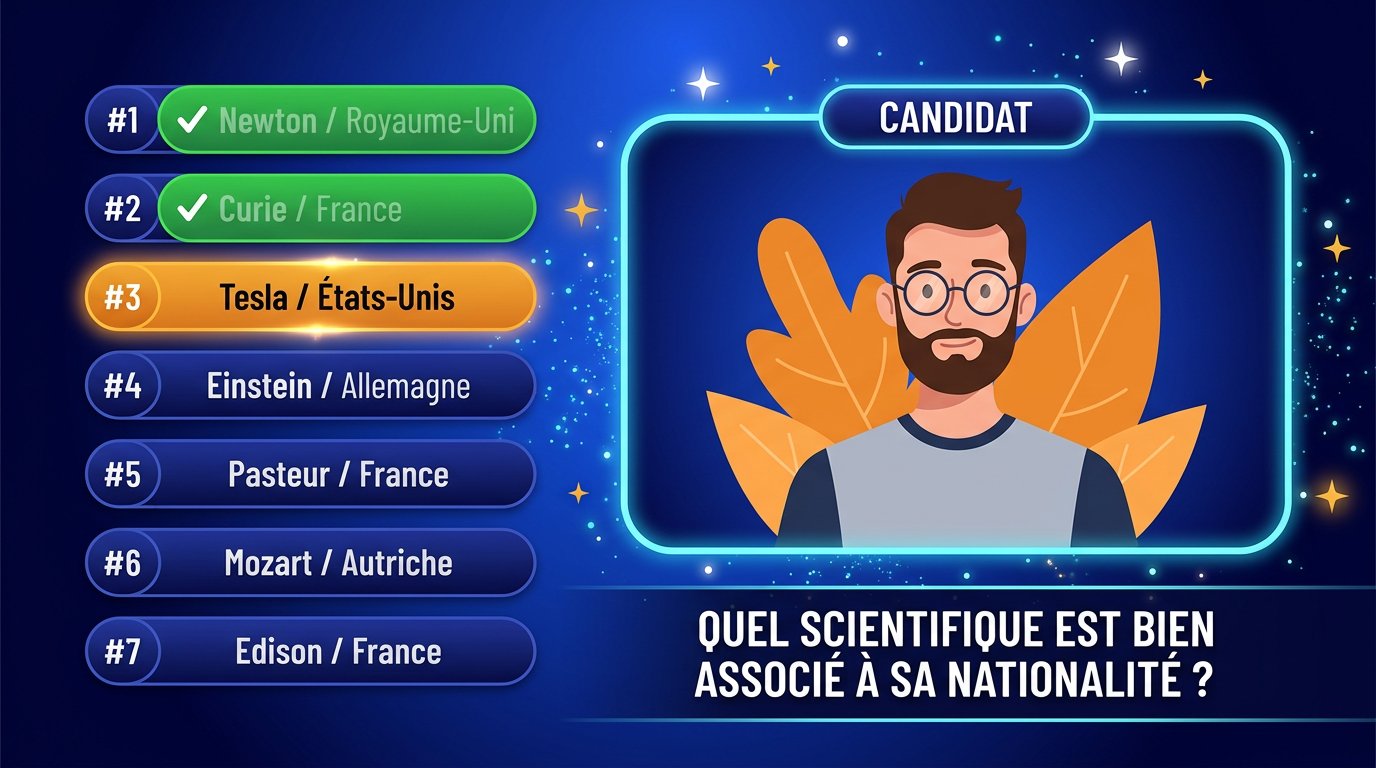 #1 ✓ Newton / Royaume-Uni
#2 ✓ Curie / France
#3 Tesla / États-Unis
#4 Einstein / Allemagne
#5 Pasteur / France
#6 Mozart / Autriche
#7 Edison / France
CANDIDAT
QUEL SCIENTIFIQUE EST BIEN
ASSOCIÉ À SA NATIONALITÉ ?